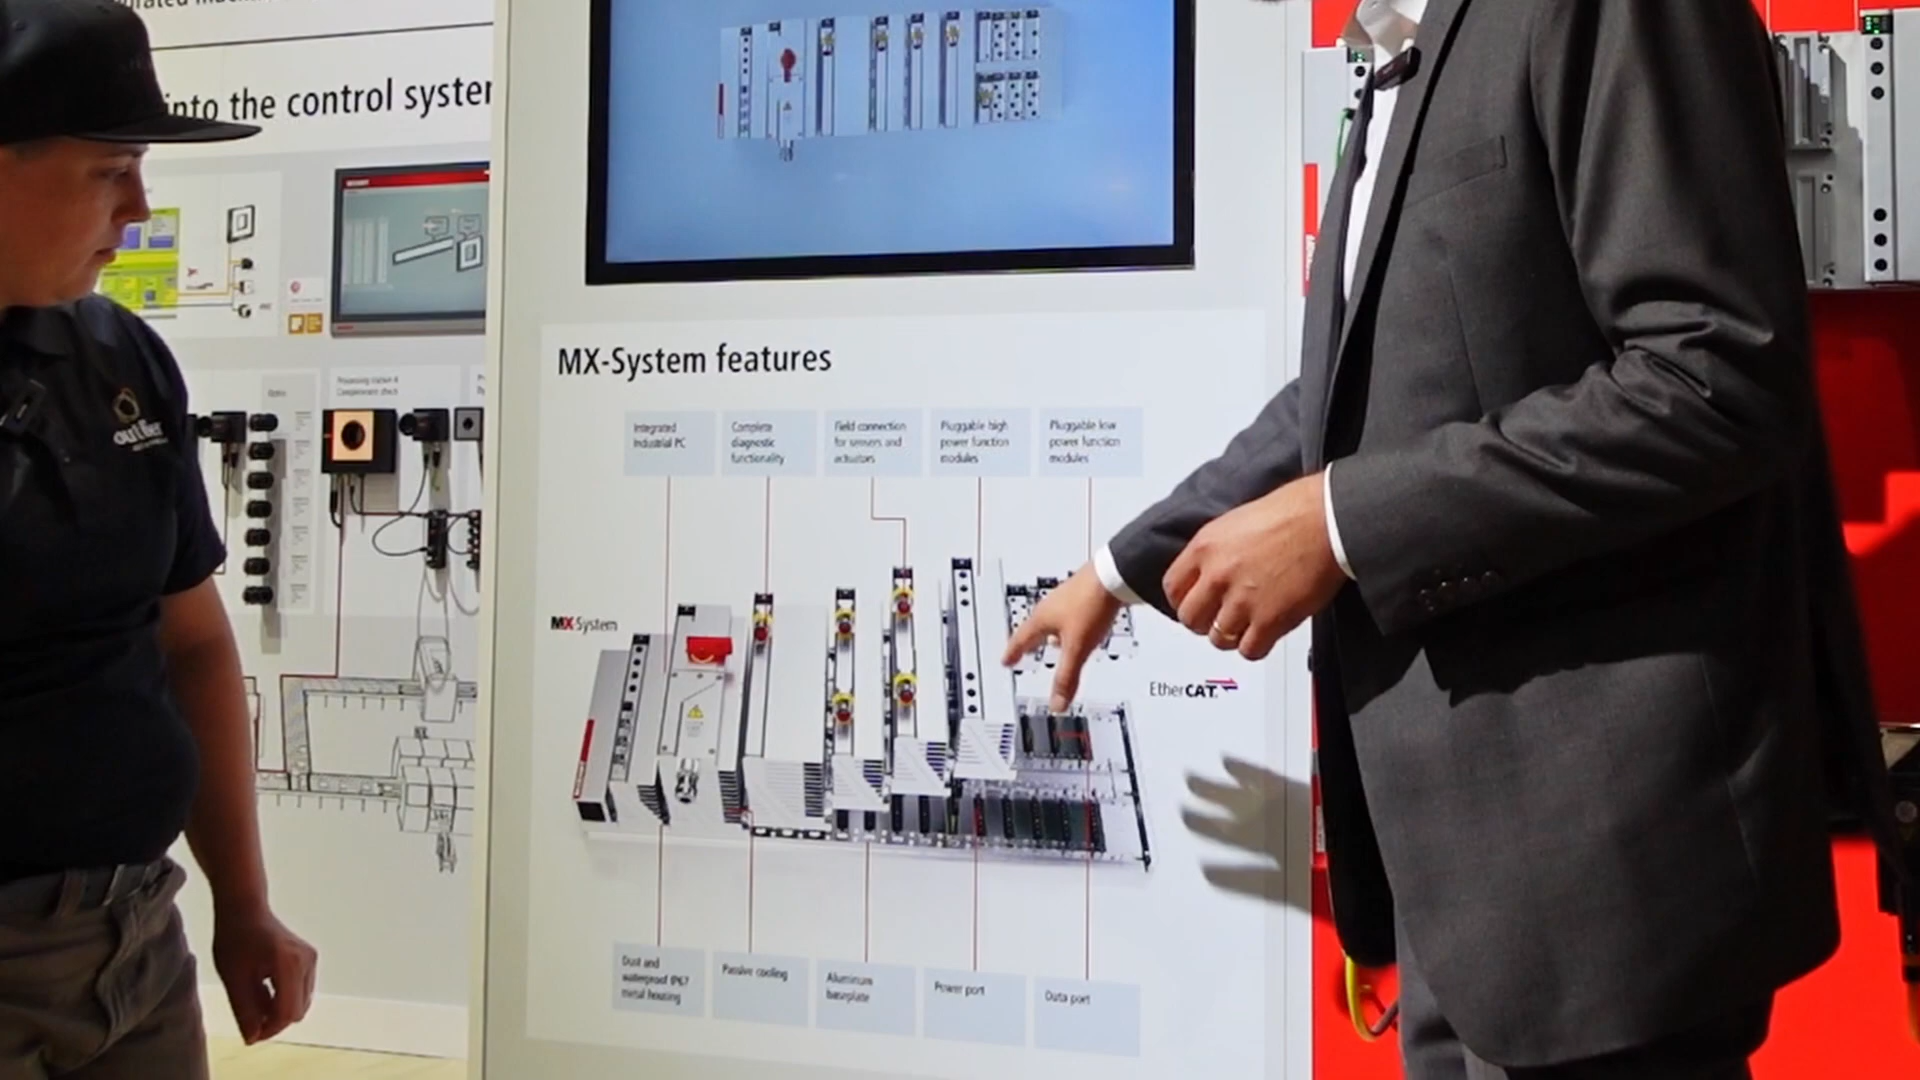 into the control system
MX-System features
Integrated
Industrial PC
Complete
diagnostic
functionality
Field connection
for sensors and
actuators
Pluggable high
power function
modules
Pluggable low
power function
modules
MX-System
EtherCAT
Dust and
waterproof IP67
metal housing
Passive cooling
Aluminum
baseplate
Power port
Data port